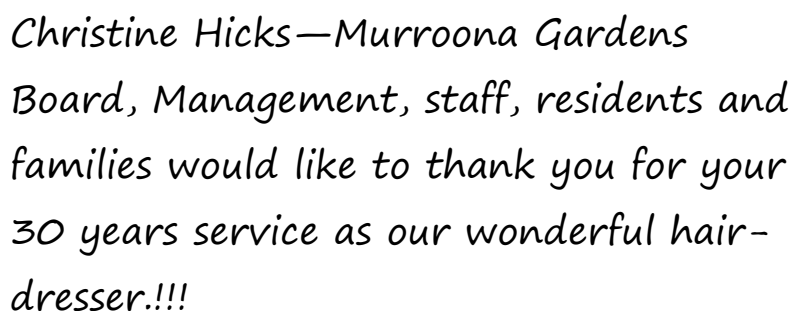 Christine Hicks—Murroona Gardens
Board, Management, staff, residents and
families would like to thank you for your
30 years service as our wonderful hair-
dresser.!!!